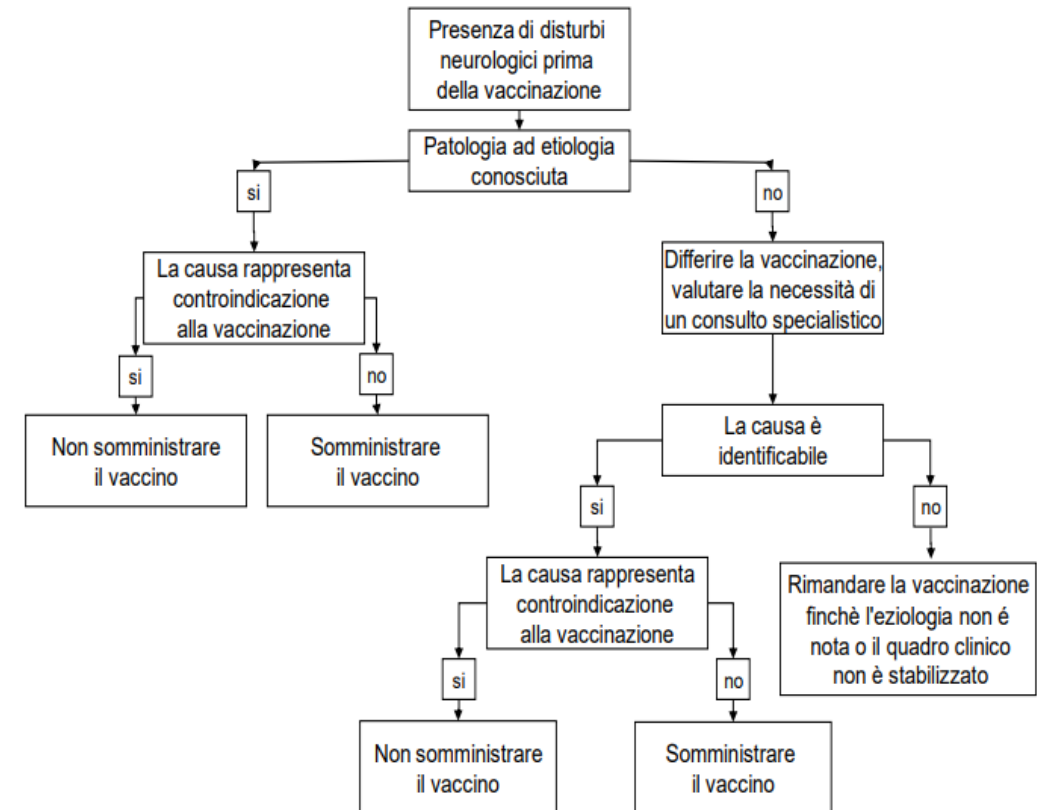 Presenza di disturbi
neurologici prima
della vaccinazione
Patologia ad etiologia
conosciuta
si
no
La causa rappresenta
controindicazione
alla vaccinazione
Differire la vaccinazione,
valutare la necessità di
un consulto specialistico
si
no
Non somministrare
il vaccino
Somministrare
il vaccino
La causa è
identificabile
si
no
La causa rappresenta
controindicazione
alla vaccinazione
Rimandare la vaccinazione
finchè l'eziologia non é
nota o il quadro clinico
non è stabilizzato
si
no
Non somministrare
il vaccino
Somministrare
il vaccino